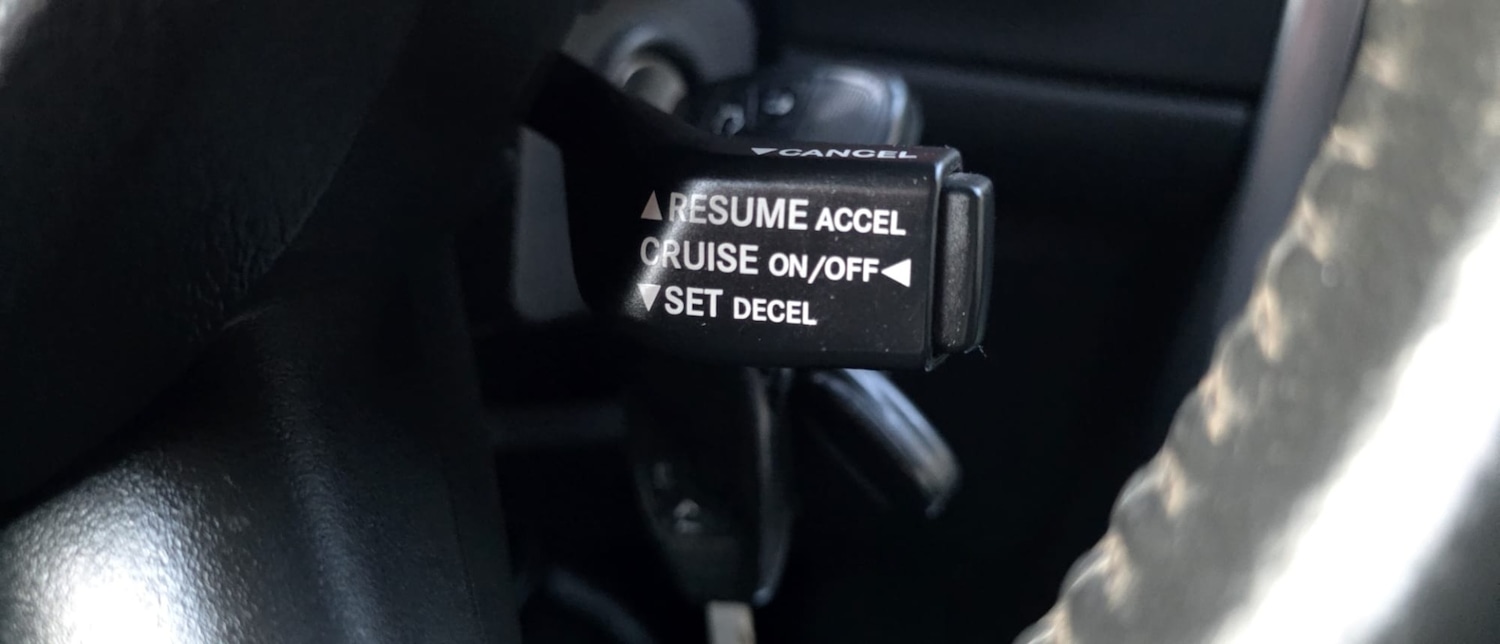 ▼CANCEL
▲RESUME ACCEL
CRUISE ON/OFF◀
▼SET DECEL